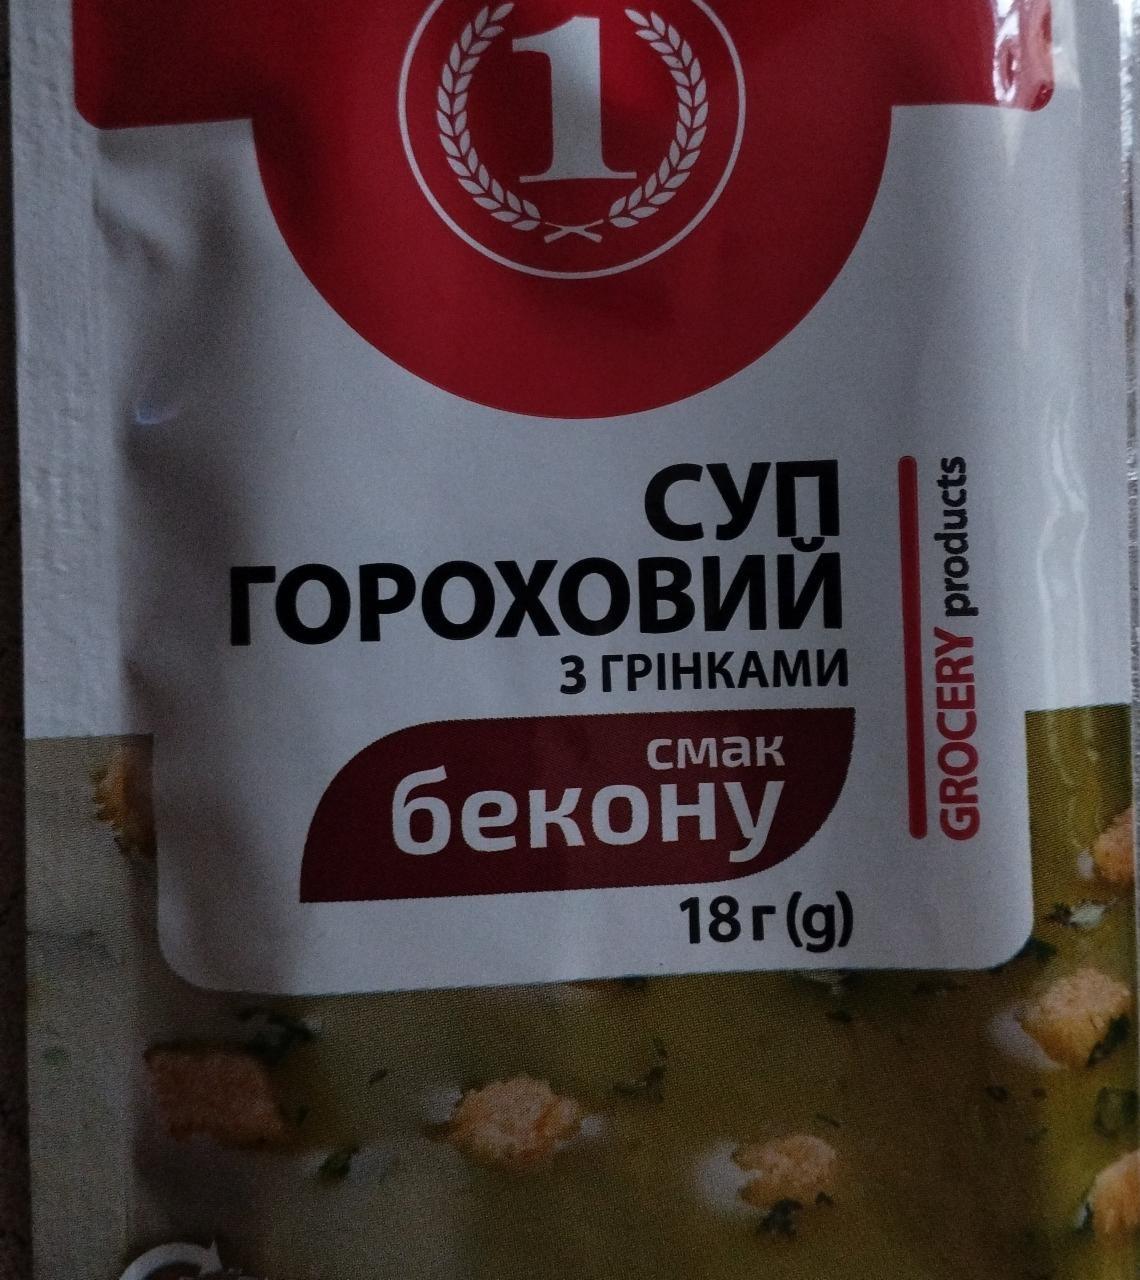 1
СУП
ГОРОХОВИЙ
З ГРІНКАМИ
смак
бекону
18 г (g)
GROCERY products